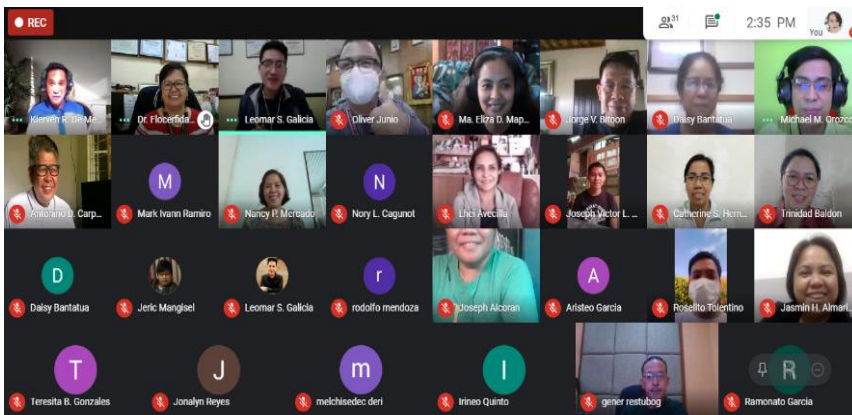 REC
31
2:35 PM
You
Kierven R. De Me...
Dr. Flocerfida...
Leomar S. Galicia
Oliver Junio
Ma. Eliza D. Map...
Jorge V. Bitoon
Daisy Bantatua
Michael M. Orozco
Antonino D. Carp...
M
Mark Ivann Ramiro
Nancy P. Mercado
N
Nory L. Cagunot
Lhei Avecilla
Joseph Victor L. ...
Catherine S. Hern...
Trinidad Baldon
D
Daisy Bantatua
Jeric Mangisel
Leomar S. Galicia
r
rodolfo mendoza
Joseph Alcoran
A
Aristeo Garcia
Roselito Tolentino
Jasmin H. Almari...
T
Teresita B. Gonzales
J
Jonalyn Reyes
m
melchisedec deri
I
Irineo Quinto
gener restubog
R
Ramonato Garcia